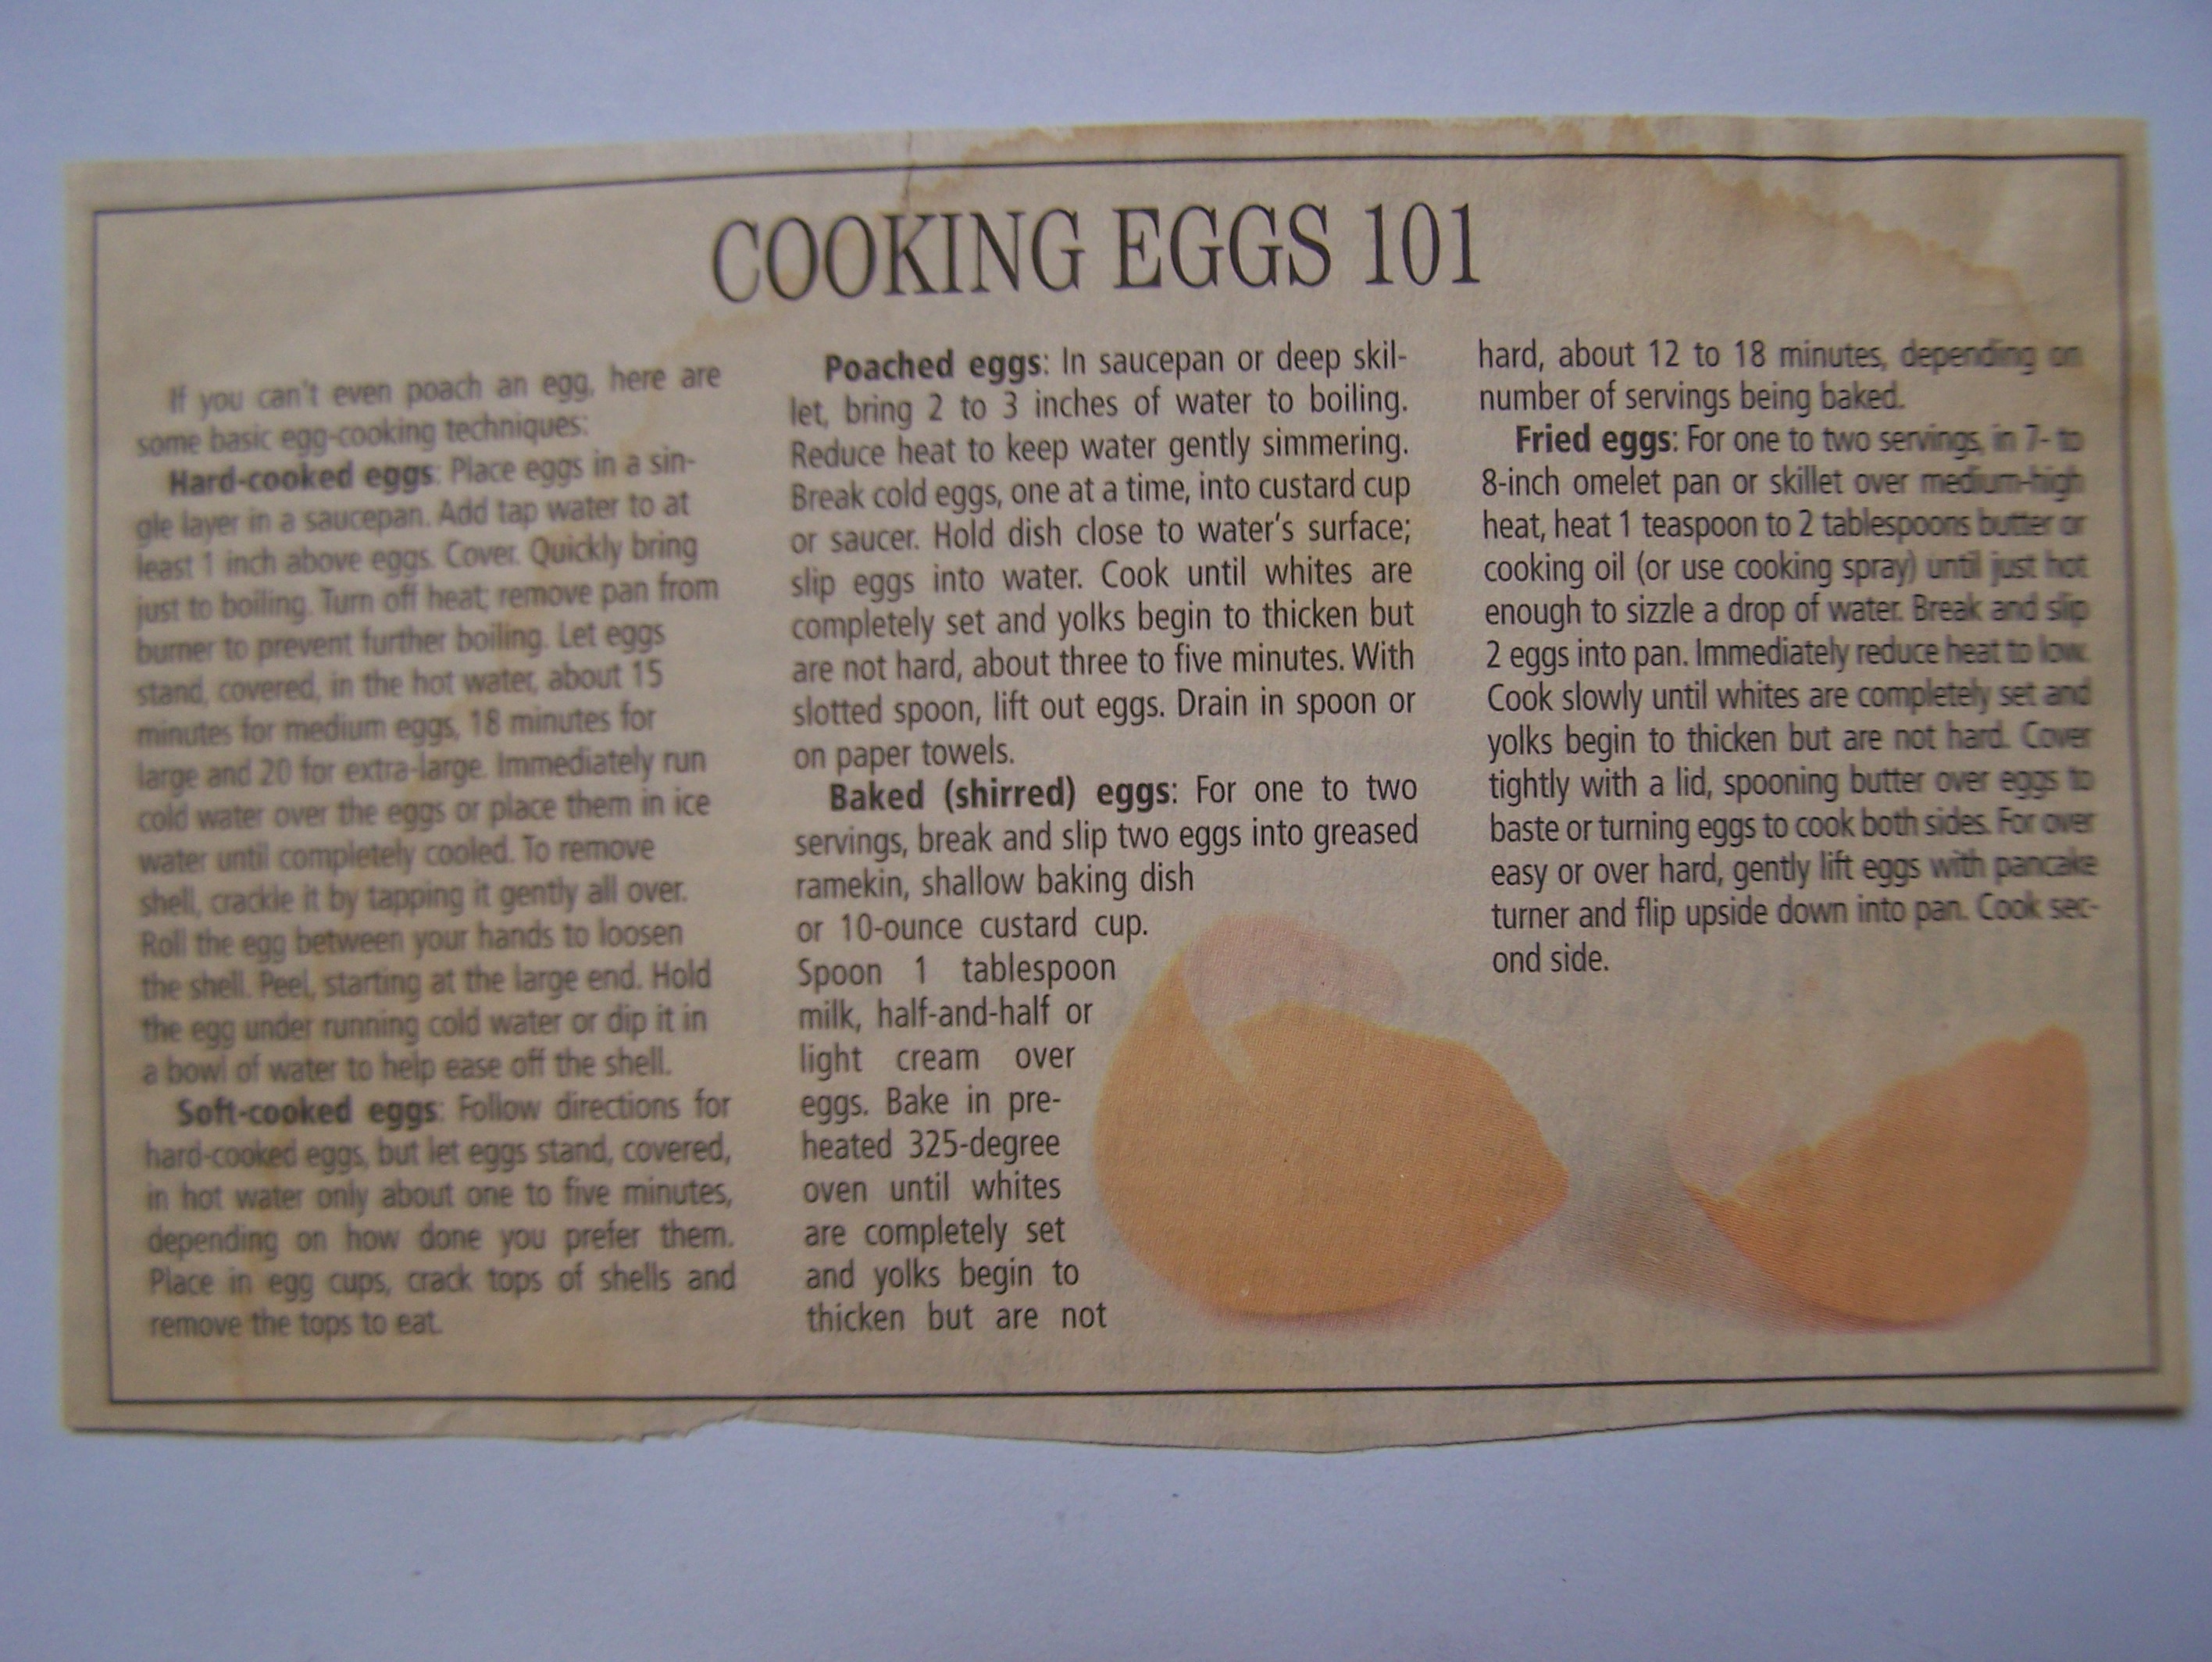 COOKING EGGS 101
If you can't even poach an egg, here are
some basic egg-cooking techniques:
Hard-cooked eggs: Place eggs in a sin-
gle layer in a saucepan. Add tap water to at
least 1 inch above eggs. Cover. Quickly bring
just to boiling. Turn off heat; remove pan from
burner to prevent further boiling. Let eggs
stand, covered, in the hot water, about 15
minutes for medium eggs, 18 minutes for
large and 20 for extra-large. Immediately run
cold water over the eggs or place them in ice
water until completely cooled. To remove
shell, crackle it by tapping it gently all over.
Roll the egg between your hands to loosen
the shell. Peel, starting at the large end. Hold
the egg under running cold water or dip it in
a bowl of water to help ease off the shell.
Soft-cooked eggs: Follow directions for
hard-cooked eggs, but let eggs stand, covered,
in hot water only about one to five minutes,
depending on how done you prefer them.
Place in egg cups, crack tops of shells and
remove the tops to eat.
Poached eggs: In saucepan or deep skil-
let, bring 2 to 3 inches of water to boiling.
Reduce heat to keep water gently simmering.
Break cold eggs, one at a time, into custard cup
or saucer. Hold dish close to water's surface;
slip eggs into water. Cook until whites are
completely set and yolks begin to thicken but
are not hard, about three to five minutes. With
slotted spoon, lift out eggs. Drain in spoon or
on paper towels.
Baked (shirred) eggs: For one to two
servings, break and slip two eggs into greased
ramekin, shallow baking dish
or 10-ounce custard cup.
Spoon 1 tablespoon
milk, half-and-half or
light cream over
eggs. Bake in pre-
heated 325-degree
oven until whites
are completely set
and yolks begin to
thicken but are not
hard, about 12 to 18 minutes, depending on
number of servings being baked.
Fried eggs: For one to two servings, in 7- to
8-inch omelet pan or skillet over medium-high
heat, heat 1 teaspoon to 2 tablespoons butter or
cooking oil (or use cooking spray) until just hot
enough to sizzle a drop of water. Break and slip
2 eggs into pan. Immediately reduce heat to low.
Cook slowly until whites are completely set and
yolks begin to thicken but are not hard. Cover
tightly with a lid, spooning butter over eggs to
baste or turning eggs to cook both sides. For over
easy or over hard, gently lift eggs with pancake
turner and flip upside down into pan. Cook sec-
ond side.